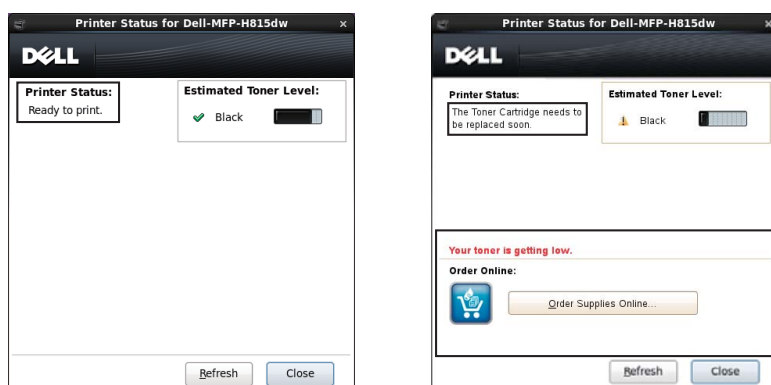 Printer Status for Dell-MFP-H815dw
x
DELL
Printer Status:
Ready to print.
Estimated Toner Level:
Black
Refresh
Close
Printer Status for Dell-MFP-H815dw
x
DELL
Printer Status:
The Toner Cartridge needs to
be replaced soon.
Estimated Toner Level:
Black
Your toner is getting low.
Order Online:
Order Supplies Online...
Refresh
Close